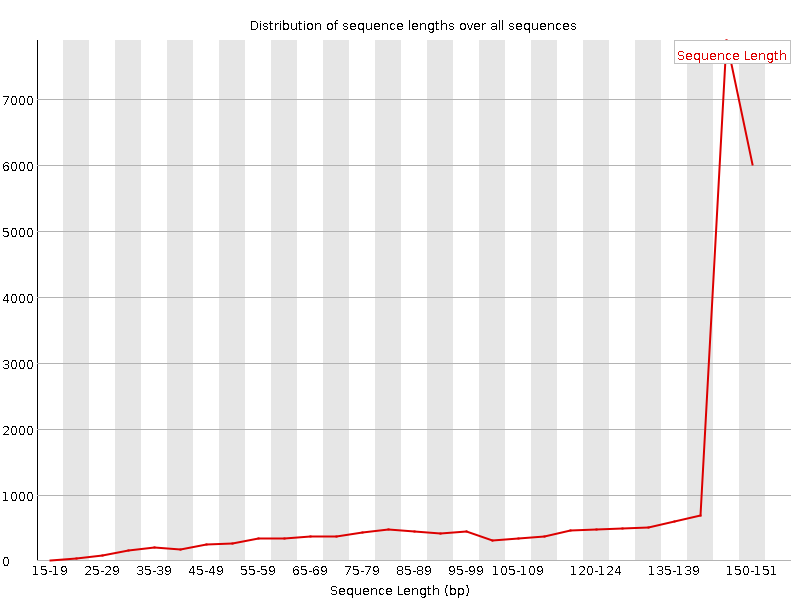 Distribution of sequence lengths over all sequences
Sequence Length
7000
6000
5000
4000
3000
2000
1000
0
15-19 25-29 35-39 45-49 55-59 65-69 75-79 85-89 95-99 105-109 120-124 135-139 150-151
Sequence Length (bp)